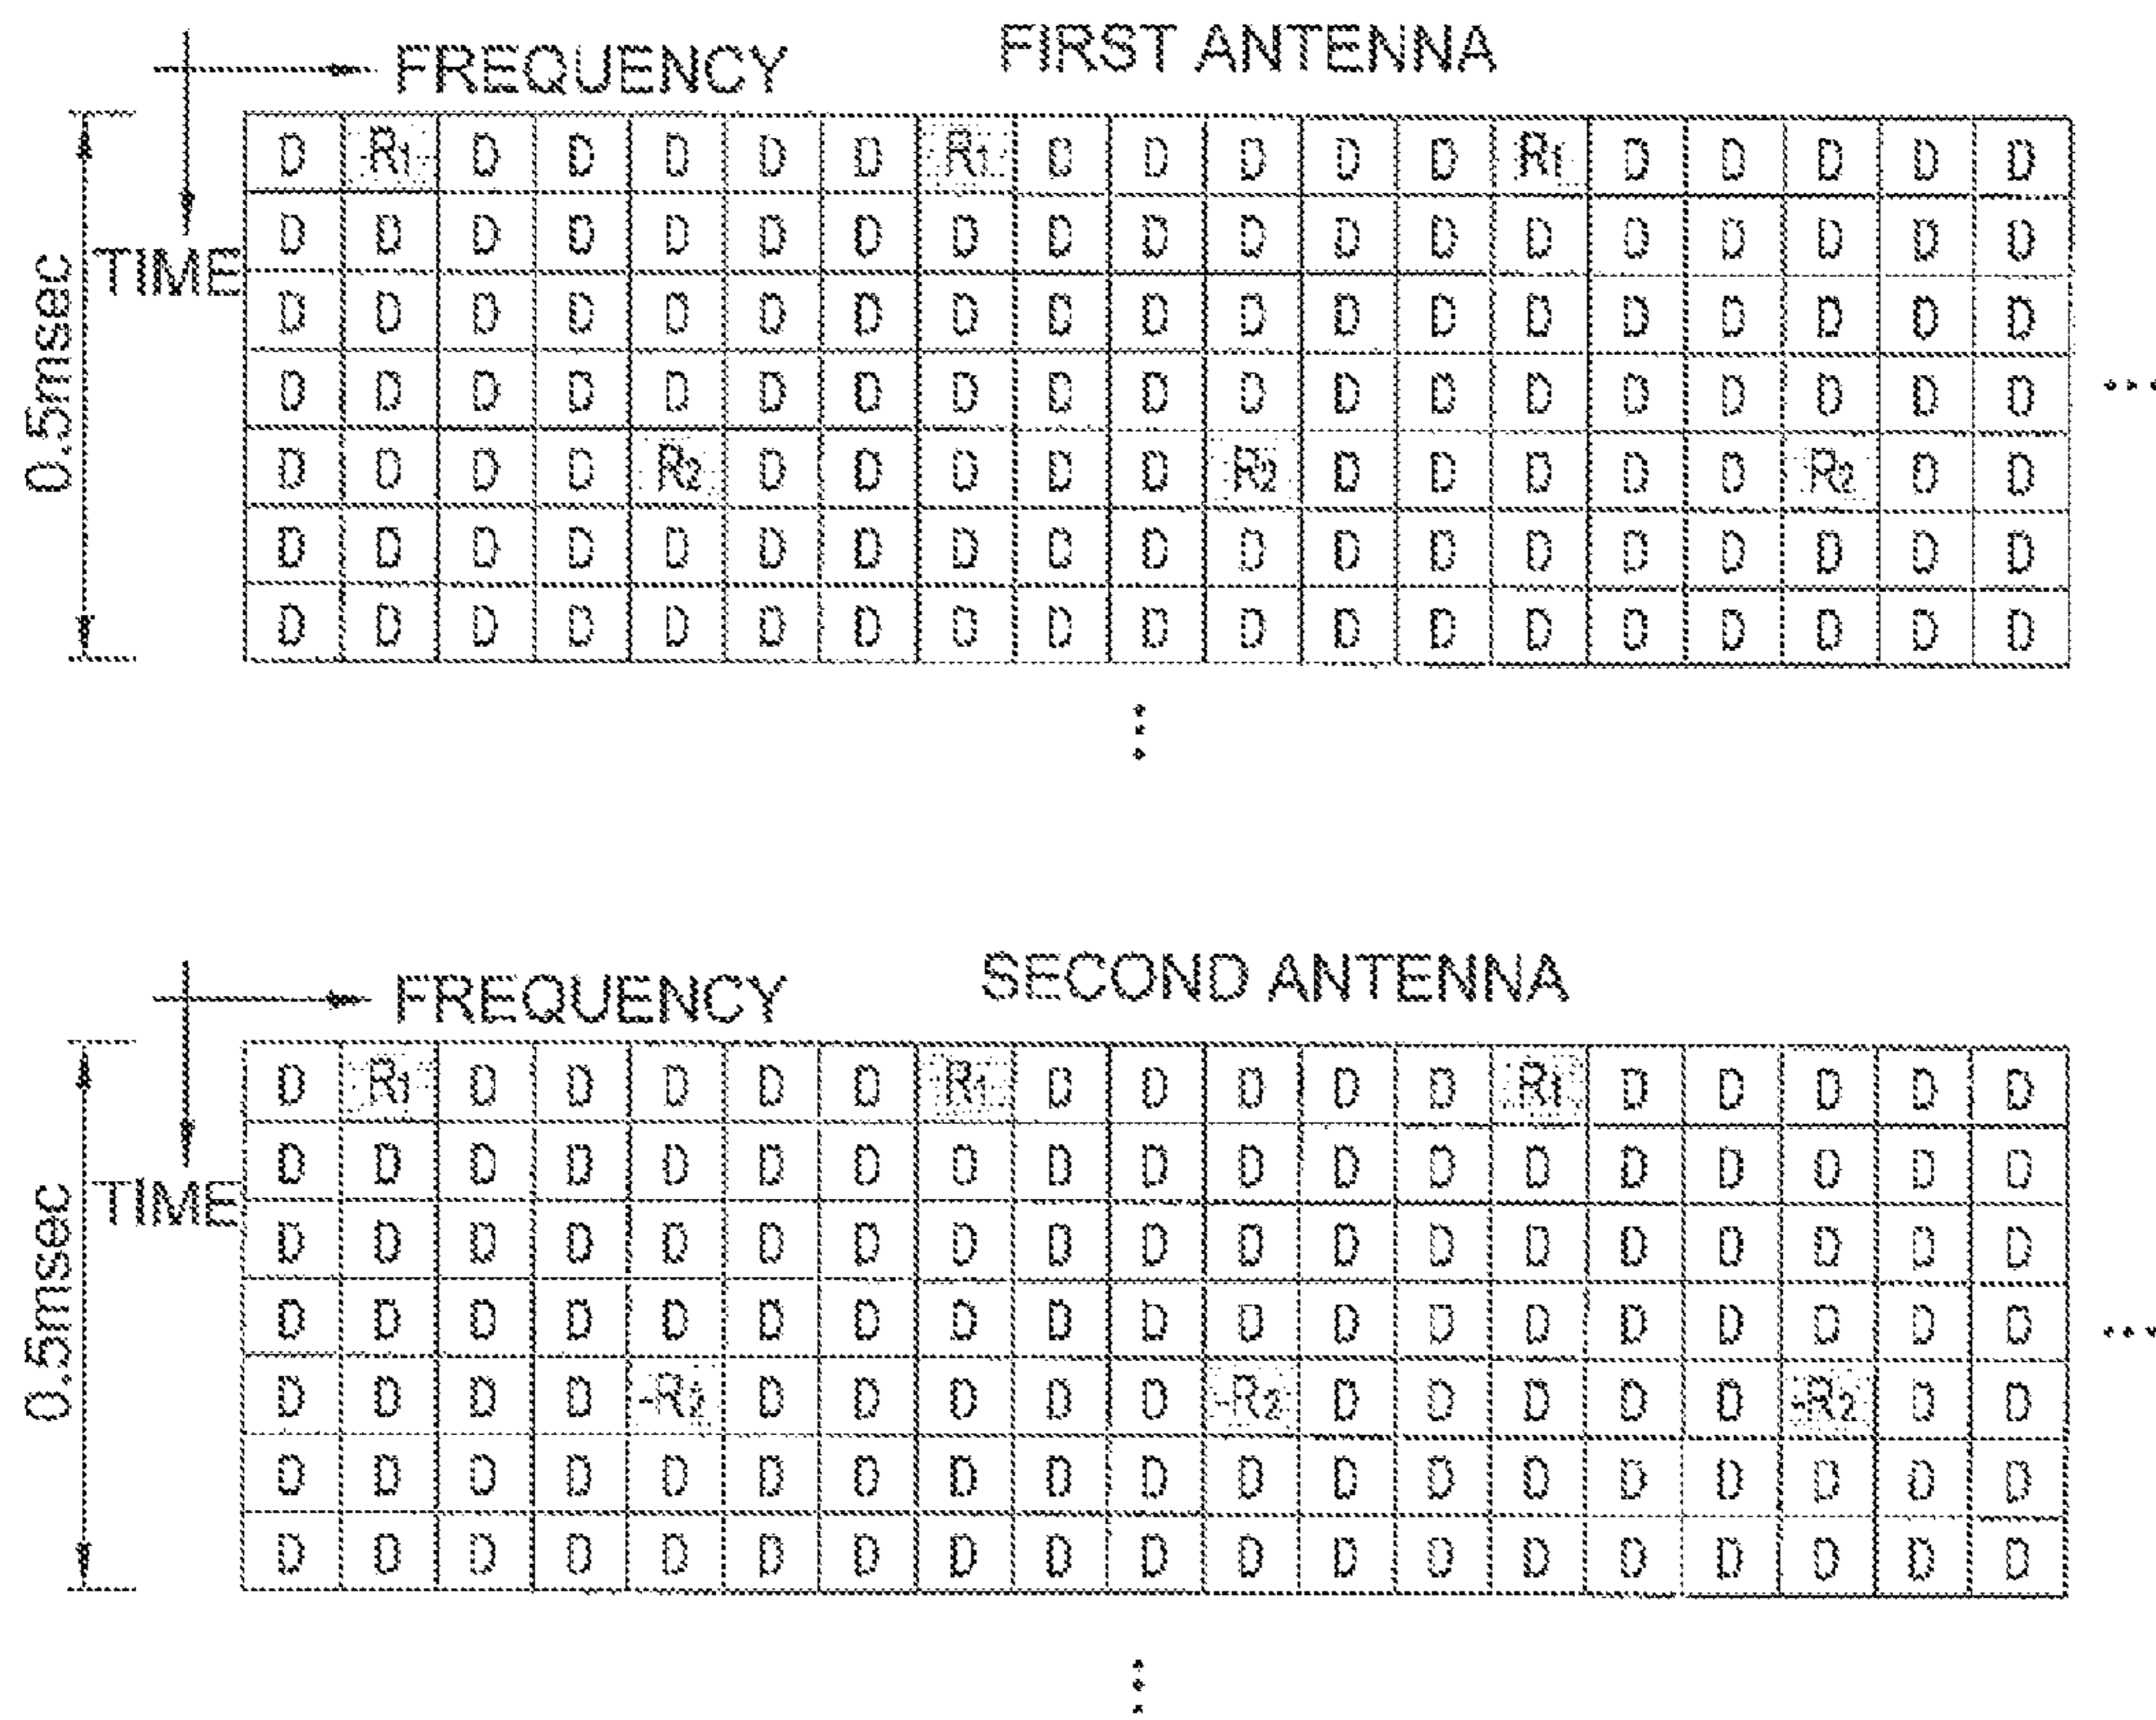 FREQUENCY FIRST ANTENNA
D R1 D D D D D R1 D D D D D R1 D D D D D
TIME D D D D D D D D D D D D D D D D D D D
D D D D D D D D D D D D D D D D D D D
0.5msec D D D D D D D D D D D D D D D D D D D ...
D D D D R2 D D D D D R2 D D D D D R2 D D
D D D D D D D D D D D D D D D D D D D
D D D D D D D D D D D D D D D D D D D
⋮
FREQUENCY SECOND ANTENNA
D R1 D D D D D R1 D D D D D R1 D D D D D
D D D D D D D D D D D D D D D D D D D
TIME D D D D D D D D D D D D D D D D D D D
0.5msec D D D D D D D D D D D D D D D D D D D ...
D D D D -R2 D D D D D -R2 D D D D D -R2 D D
D D D D D D D D D D D D D D D D D D D
D D D D D D D D D D D D D D D D D D D
⋮